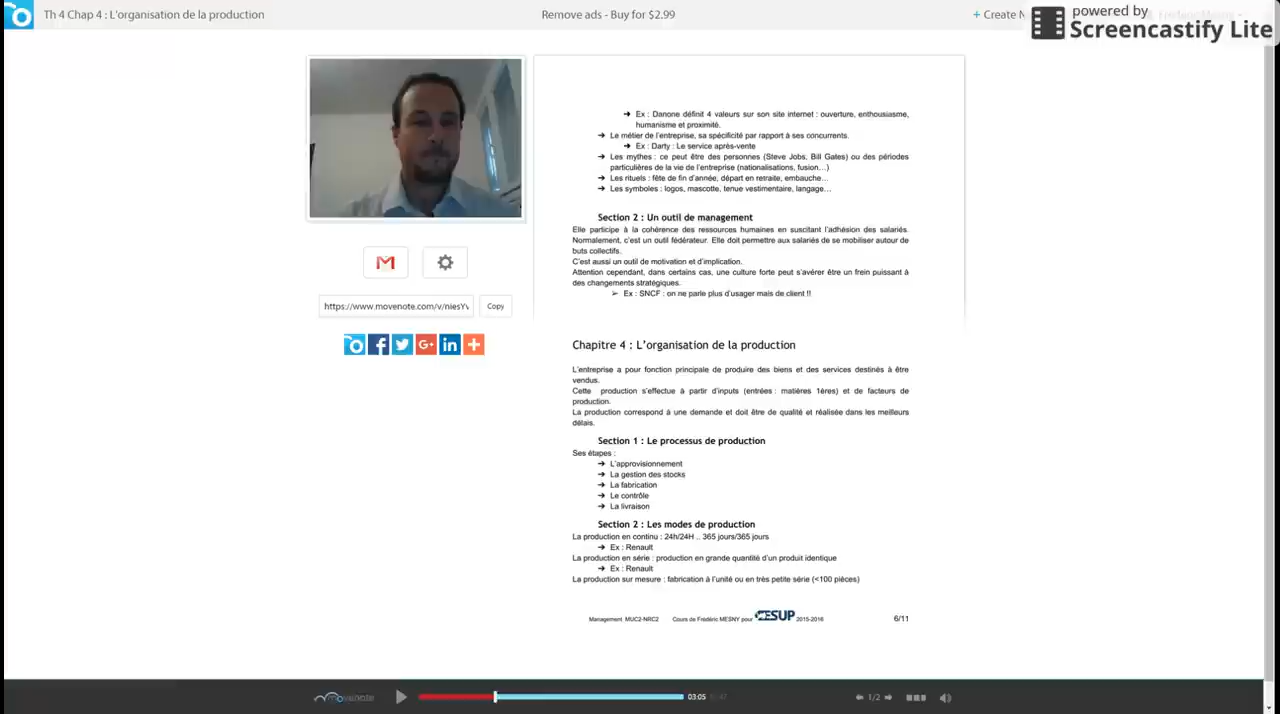 Th 4 Chap 4 : L'organisation de la production
Remove ads - Buy for $2.99
+ Create
powered by
Screencastify Lite
https://www.movenote.com/v/niesYv
Copy
➔ Ex : Danone définit 4 valeurs sur son site internet : ouverture, enthousiasme,
humanisme et proximité.
➔ Le métier de l'entreprise, sa spécificité par rapport à ses concurrents.
➔ Ex : Darty : Le service après-vente
➔ Les mythes : ce peut être des personnes (Steve Jobs, Bill Gates) ou des périodes
particulières de la vie de l'entreprise (nationalisations, fusion…)
➔ Les rituels : fête de fin d'année, départ en retraite, embauche…
➔ Les symboles : logos, mascotte, tenue vestimentaire, langage…
Section 2 : Un outil de management
Elle participe à la cohérence des ressources humaines en suscitant l'adhésion des salariés.
Normalement, c'est un outil fédérateur. Elle doit permettre aux salariés de se mobiliser autour de
buts collectifs.
C'est aussi un outil de motivation et d'implication.
Attention cependant, dans certains cas, une culture forte peut s'avérer être un frein puissant à
des changements stratégiques.
➢ Ex : SNCF : on ne parle plus d'usager mais de client !!
Chapitre 4 : L'organisation de la production
L'entreprise a pour fonction principale de produire des biens et des services destinés à être
vendus.
Cette production s'effectue à partir d'inputs (entrées : matières 1ères) et de facteurs de
production.
La production correspond à une demande et doit être de qualité et réalisée dans les meilleurs
délais.
Section 1 : Le processus de production
Ses étapes :
➔ L'approvisionnement
➔ La gestion des stocks
➔ La fabrication
➔ Le contrôle
➔ La livraison
Section 2 : Les modes de production
La production en continu : 24h/24H .. 365 jours/365 jours
➔ Ex : Renault
La production en série : production en grande quantité d'un produit identique
➔ Ex : Renault
La production sur mesure : fabrication à l'unité ou en très petite série (<100 pièces)
Management MUC2-NRC2 Cours de Frédéric MESNY pour CESUP 2015-2016 6/11
movenote
03:05
1/2